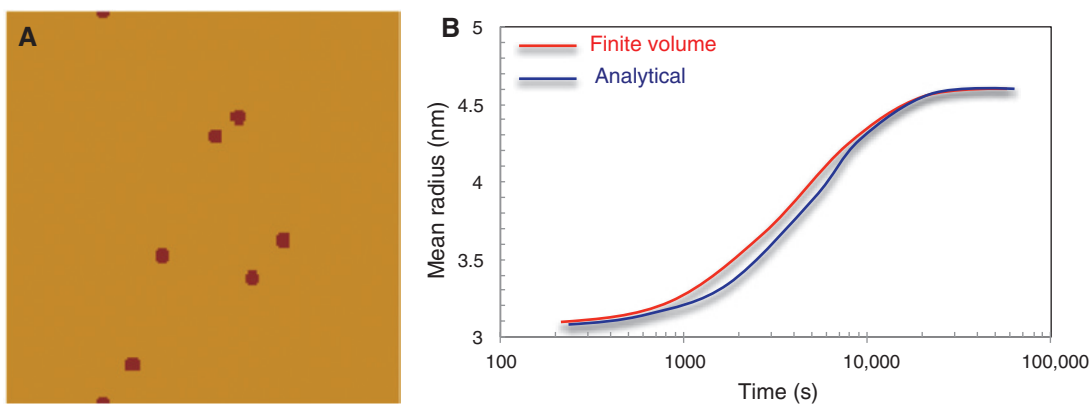 A
B
Finite volume
Analytical
Mean radius (nm)
5
4.5
4
3.5
3
100
1000
10,000
100,000
Time (s)